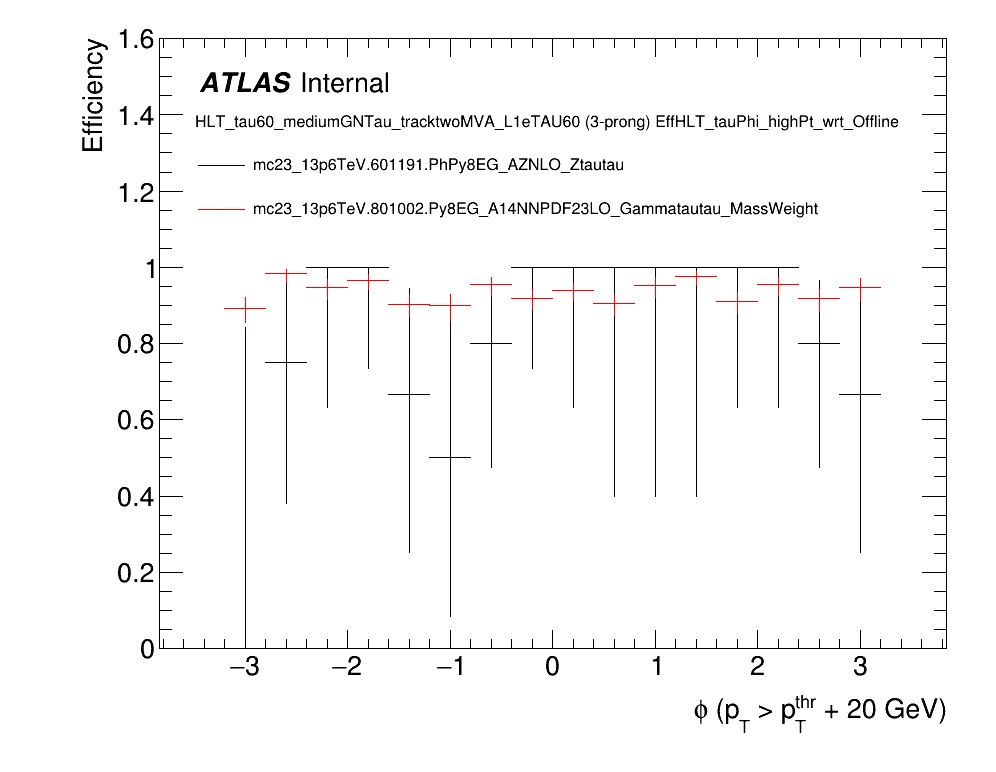 1.6
1.4
1.2
1
0.8
0.6
0.4
0.2
0
Efficiency
ATLAS Internal
HLT_tau60_mediumGNTau_tracktwoMVA_L1eTAU60 (3-prong) EffHLT_tauPhi_highPt_wrt_Offline
mc23_13p6TeV.601191.PhPy8EG_AZNLO_Ztautau
mc23_13p6TeV.801002.Py8EG_A14NNPDF23LO_Gammatautau_MassWeight
−3 −2 −1 0 1 2 3
ϕ (p_T > p_T^thr + 20 GeV)